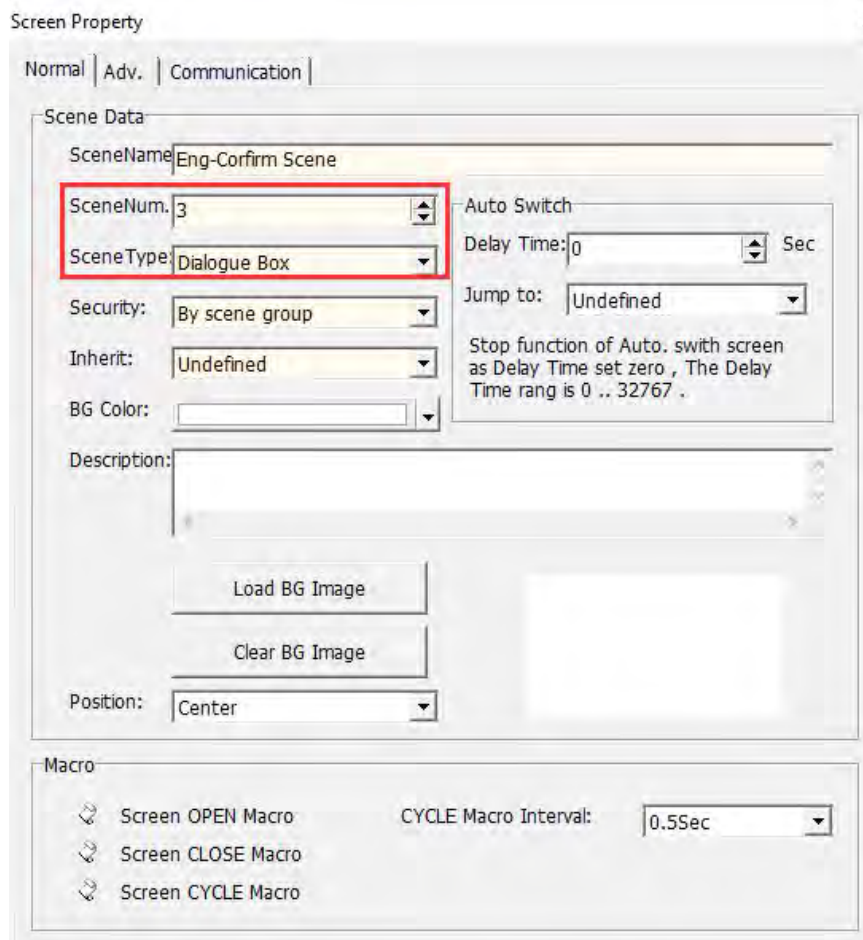 Screen Property
Normal Adv. Communication
Scene Data
SceneName Eng-Corfirm Scene
SceneNum. 3
SceneType: Dialogue Box
Security: By scene group
Inherit: Undefined
BG Color:
Auto Switch
Delay Time: 0 Sec
Jump to: Undefined
Stop function of Auto. swith screen
as Delay Time set zero , The Delay
Time rang is 0 .. 32767 .
Description:
Load BG Image
Clear BG Image
Position: Center
Macro
Screen OPEN Macro
Screen CLOSE Macro
Screen CYCLE Macro
CYCLE Macro Interval: 0.5Sec